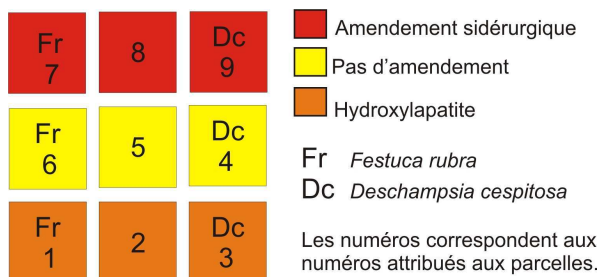 Fr
7
8
Dc
9
Fr
6
5
Dc
4
Fr
1
2
Dc
3
Amendement sidérurgique
Pas d'amendement
Hydroxylapatite
Fr Festuca rubra
Dc Deschampsia cespitosa
Les numéros correspondent aux
numéros attribués aux parcelles.